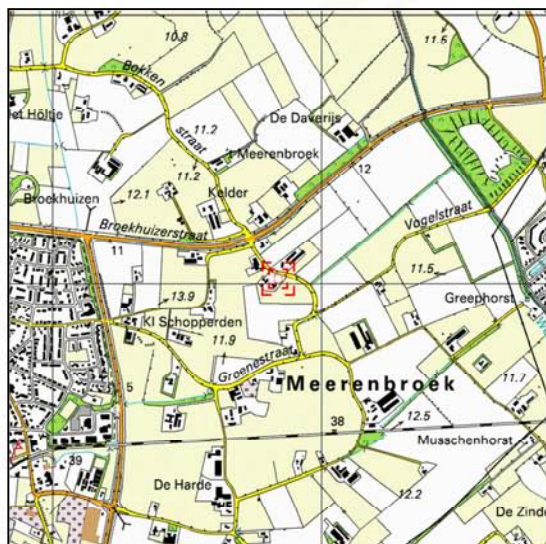 10.8
11.5
Bokken
straat
Het Höltje
11.2
De Daverijs
't Meerenbroek
11.2
12
12.1
Kelder
Broekhuizen
Vogelstraat
Broekhuizerstraat
11
11.5
13.9
Greephorst
Kl Schopperden
11.9
Groenestraat
Meerenbroek
11.7
5
38
12.5
Musschenhorst
39
De Harde
12.2
De Zinde